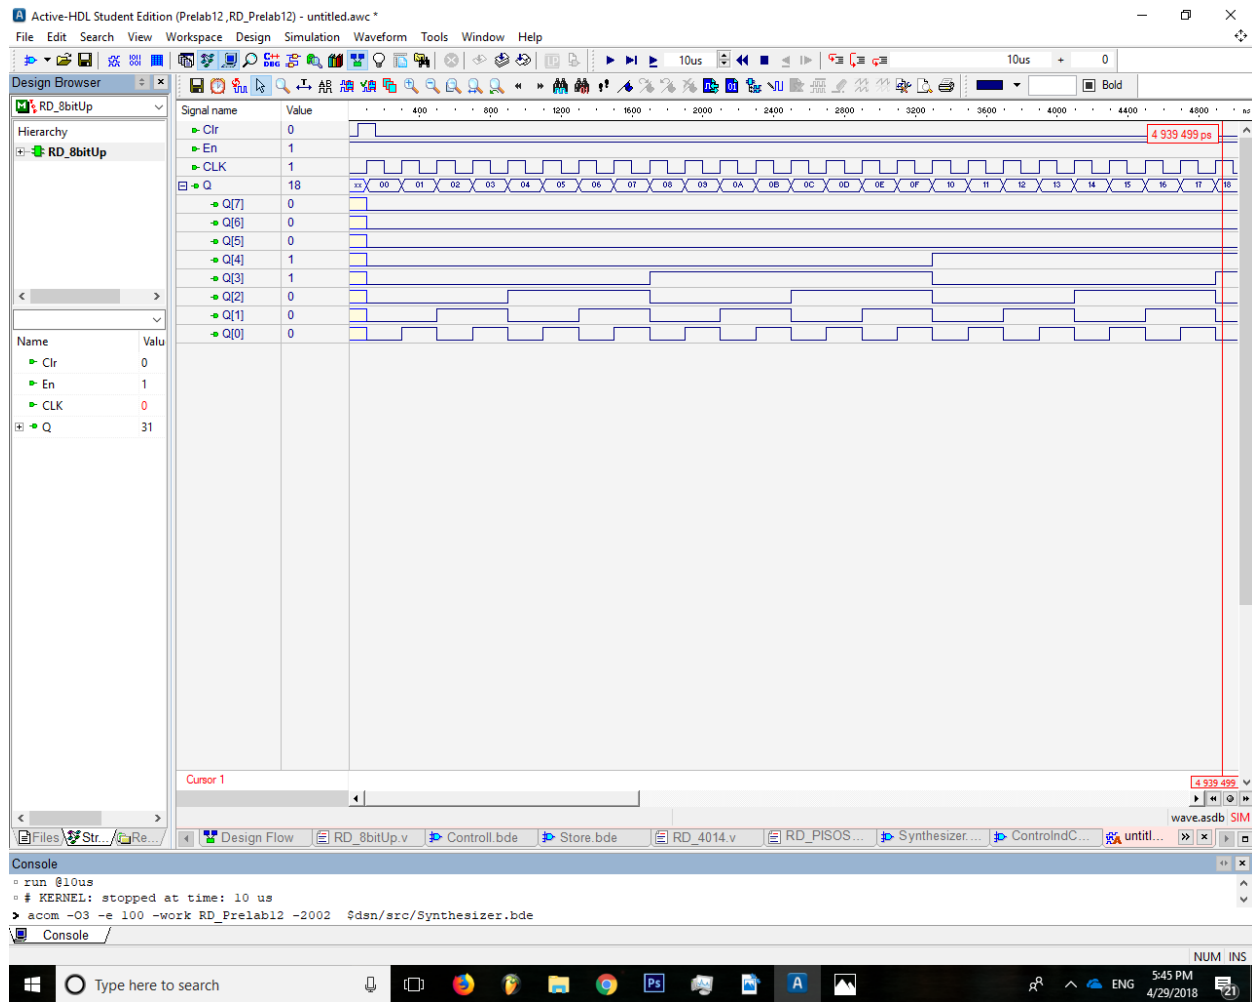 Active-HDL Student Edition (Prelab12 ,RD_Prelab12) - untitled.awc *
File Edit Search View Workspace Design Simulation Waveform Tools Window Help
10us 10us + 0
Design Browser
Bold
RD_8bitUp
Signal name Value 400 800 1200 1600 2000 2400 2800 3200 3600 4000 4400 4800 ns
Hierarchy
RD_8bitUp
Clr 0
4 939 499 ps
En 1
CLK 1
Q 18 xx 00 01 02 03 04 05 06 07 08 09 0A 0B 0C 0D 0E 0F 10 11 12 13 14 15 16 17 18
Q[7] 0
Q[6] 0
Q[5] 0
Q[4] 1
Q[3] 1
Q[2] 0
Q[1] 0
Q[0] 0
Name Valu
Clr 0
En 1
CLK 0
Q 31
Cursor 1
4 939 499
wave.asdb SIM
Files Str... Re...
Design Flow RD_8bitUp.v Controll.bde Store.bde RD_4014.v RD_PISOS... Synthesizer.... ControlndC... untitl...
Console
run @10us
# KERNEL: stopped at time: 10 us
> acom -O3 -e 100 -work RD_Prelab12 -2002 $dsn/src/Synthesizer.bde
Console
NUM INS
Type here to search
Ps
A
ENG
5:45 PM
4/29/2018
21